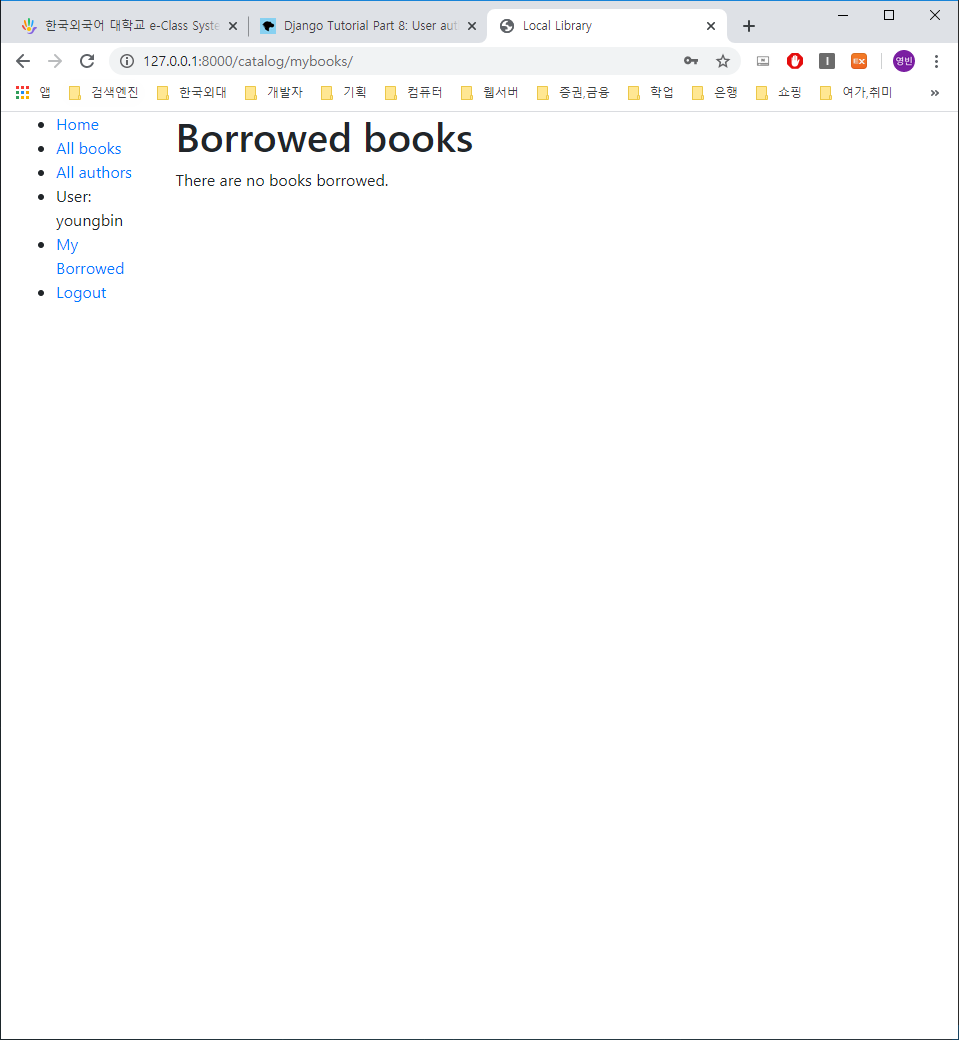 한국외국어 대학교 e-Class Syste
Django Tutorial Part 8: User aut
Local Library
127.0.0.1:8000/catalog/mybooks/
영빈
앱 검색엔진 한국외대 개발자 기획 컴퓨터 웹서버 증권,금융 학업 은행 쇼핑 여가,취미 »
Home
All books
All authors
User:
youngbin
My
Borrowed
Logout
Borrowed books
There are no books borrowed.